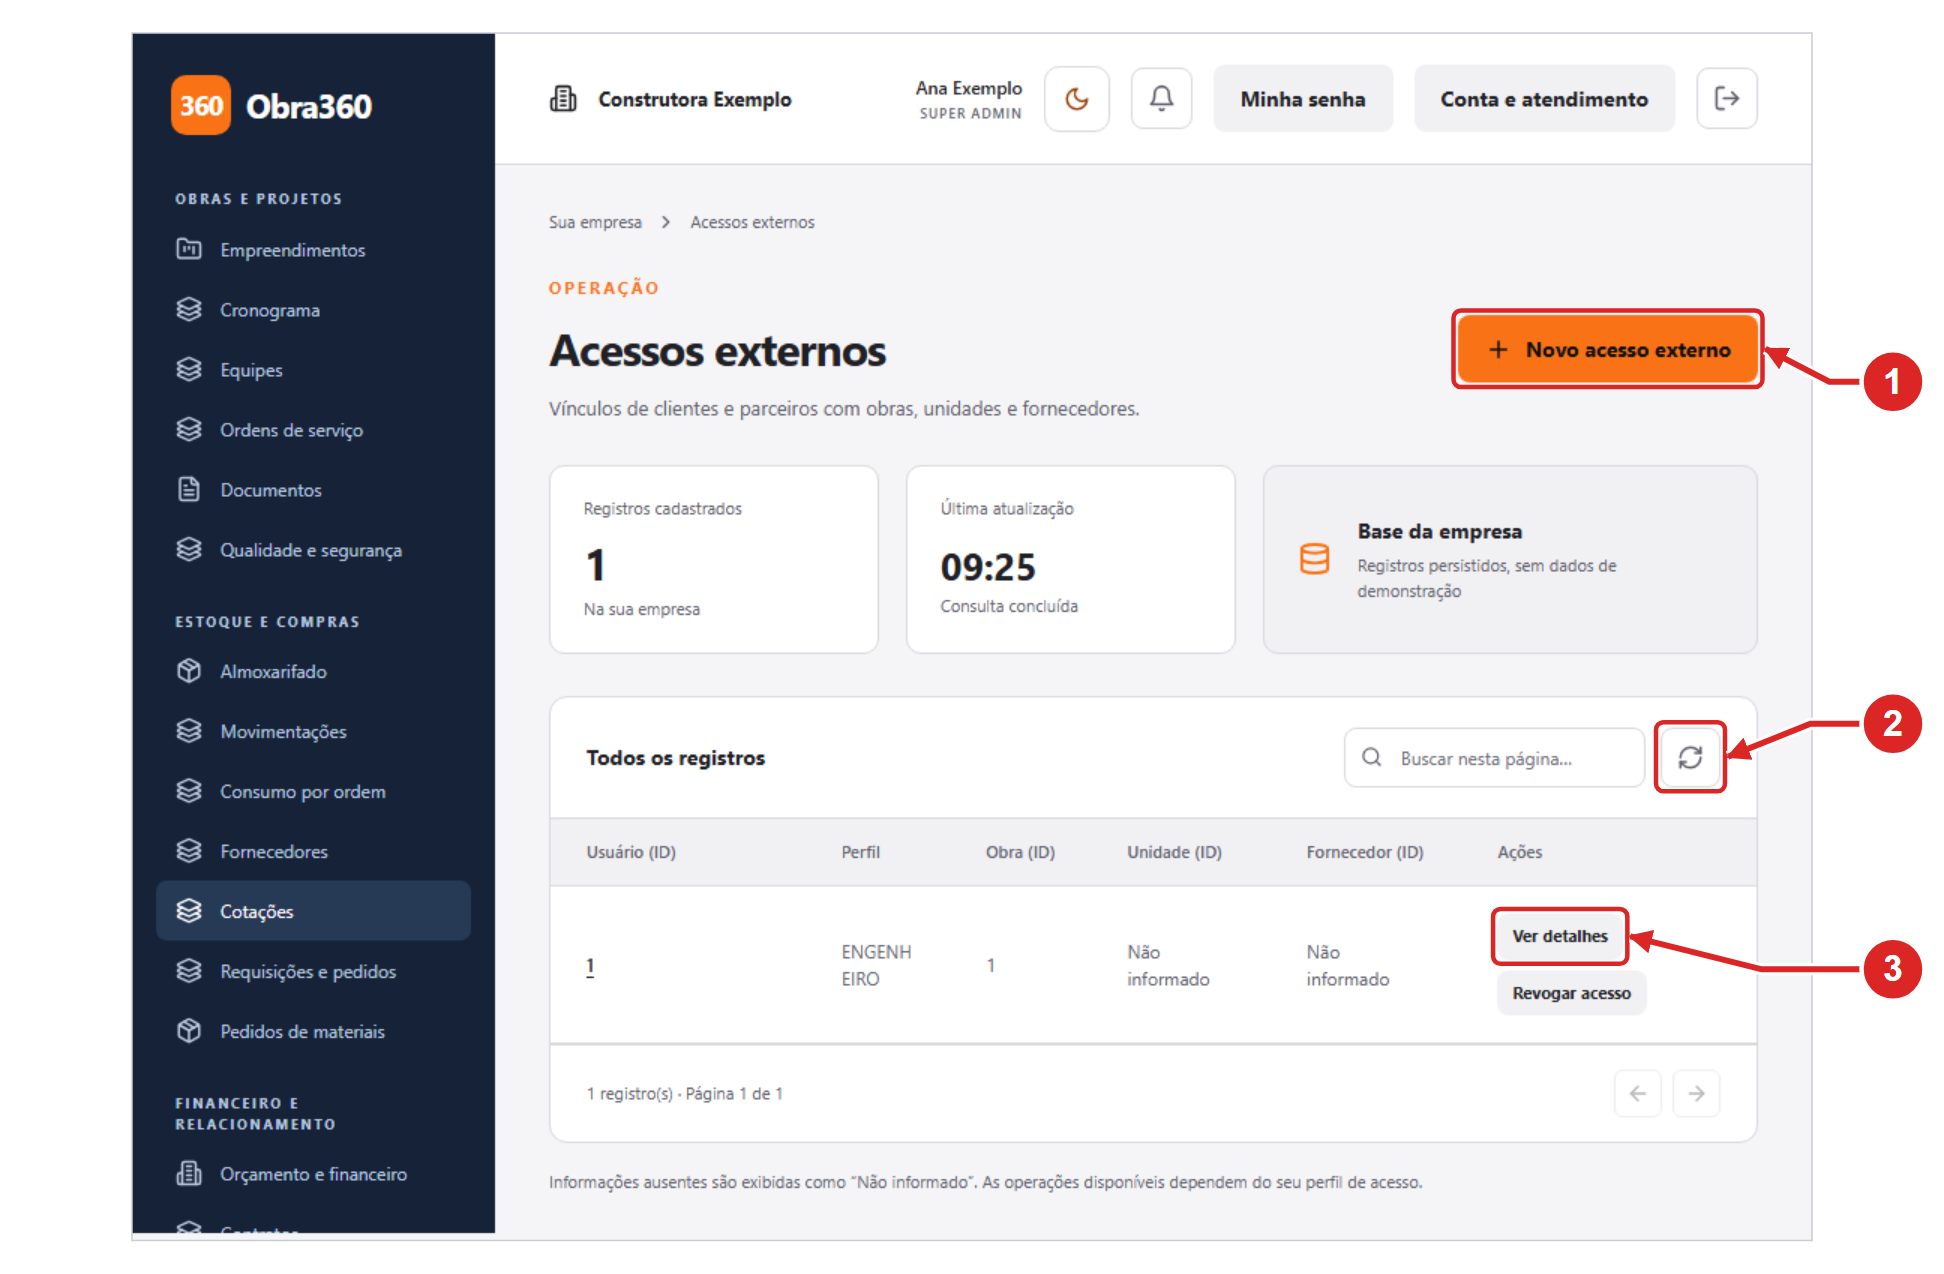 360 Obra360
OBRAS E PROJETOS
Empreendimentos
Cronograma
Equipes
Ordens de serviço
Documentos
Qualidade e segurança
ESTOQUE E COMPRAS
Almoxarifado
Movimentações
Consumo por ordem
Fornecedores
Cotações
Requisições e pedidos
Pedidos de materiais
FINANCEIRO E
RELACIONAMENTO
Orçamento e financeiro
Construtora Exemplo
Ana Exemplo
SUPER ADMIN
Minha senha
Conta e atendimento
Sua empresa > Acessos externos
OPERAÇÃO
Acessos externos
+ Novo acesso externo
1
Vínculos de clientes e parceiros com obras, unidades e fornecedores.
Registros cadastrados
1
Na sua empresa
Última atualização
09:25
Consulta concluída
Base da empresa
Registros persistidos, sem dados de
demonstração
2
Todos os registros
Buscar nesta página...
Usuário (ID) Perfil Obra (ID) Unidade (ID) Fornecedor (ID) Ações
1
ENGENH
EIRO
1
Não
informado
Não
informado
Ver detalhes
Revogar acesso
3
1 registro(s) · Página 1 de 1
Informações ausentes são exibidas como “Não informado”. As operações disponíveis dependem do seu perfil de acesso.